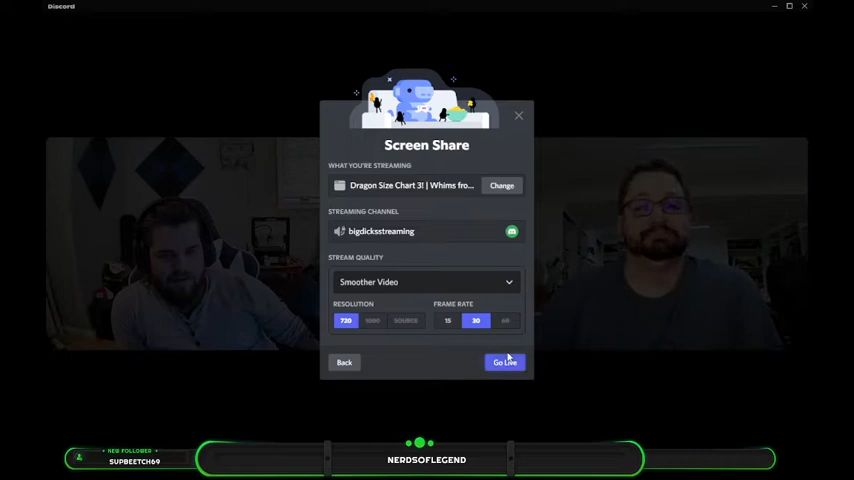 Discord
Screen Share
WHAT YOU'RE STREAMING
Dragon Size Chart 3! | Whims fro...
Change
STREAMING CHANNEL
bigdicksstreaming
STREAM QUALITY
Smoother Video
RESOLUTION
FRAME RATE
720
1080
SOURCE
15
30
60
Back
Go Live
NEW FOLLOWER
SUPBEETCH69
NERDSOFLEGEND